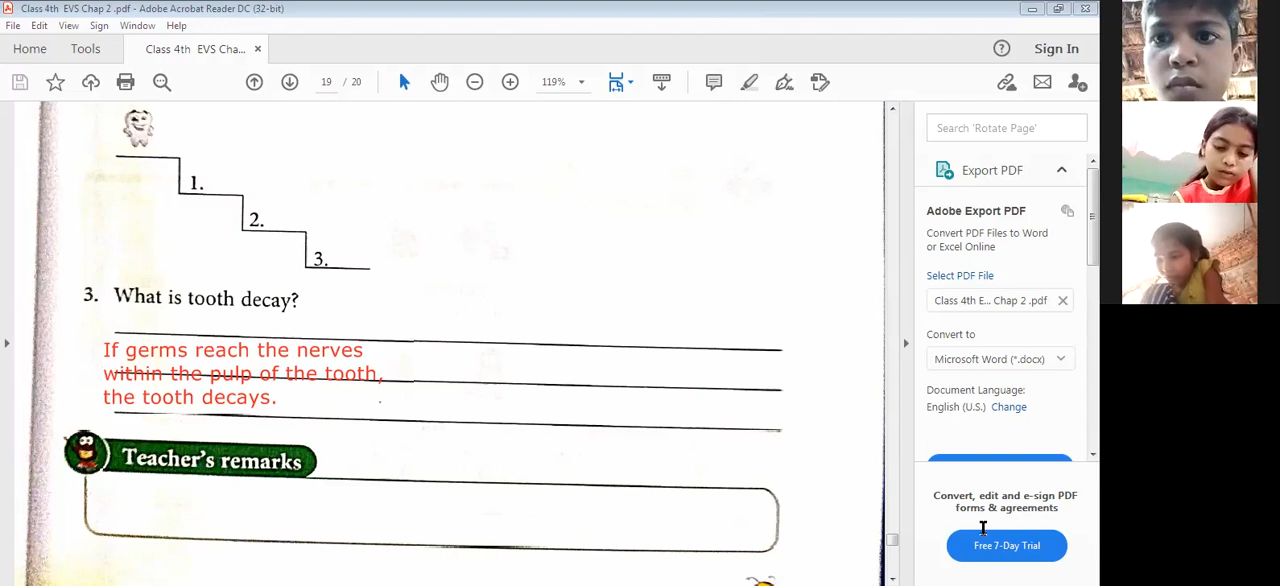 Class 4th EVS Chap 2 .pdf - Adobe Acrobat Reader DC (32-bit)
File Edit View Sign Window Help
Home Tools Class 4th EVS Cha... × Sign In
19 / 20 119%
Search 'Rotate Page'
Export PDF
Adobe Export PDF
Convert PDF Files to Word
or Excel Online
Select PDF File
Class 4th E... Chap 2 .pdf
Convert to
Microsoft Word (*.docx)
Document Language:
English (U.S.) Change
Convert, edit and e-sign PDF
forms & agreements
Free 7-Day Trial
1.
2.
3.
3. What is tooth decay?
If germs reach the nerves
within the pulp of the tooth,
the tooth decays.
Teacher's remarks